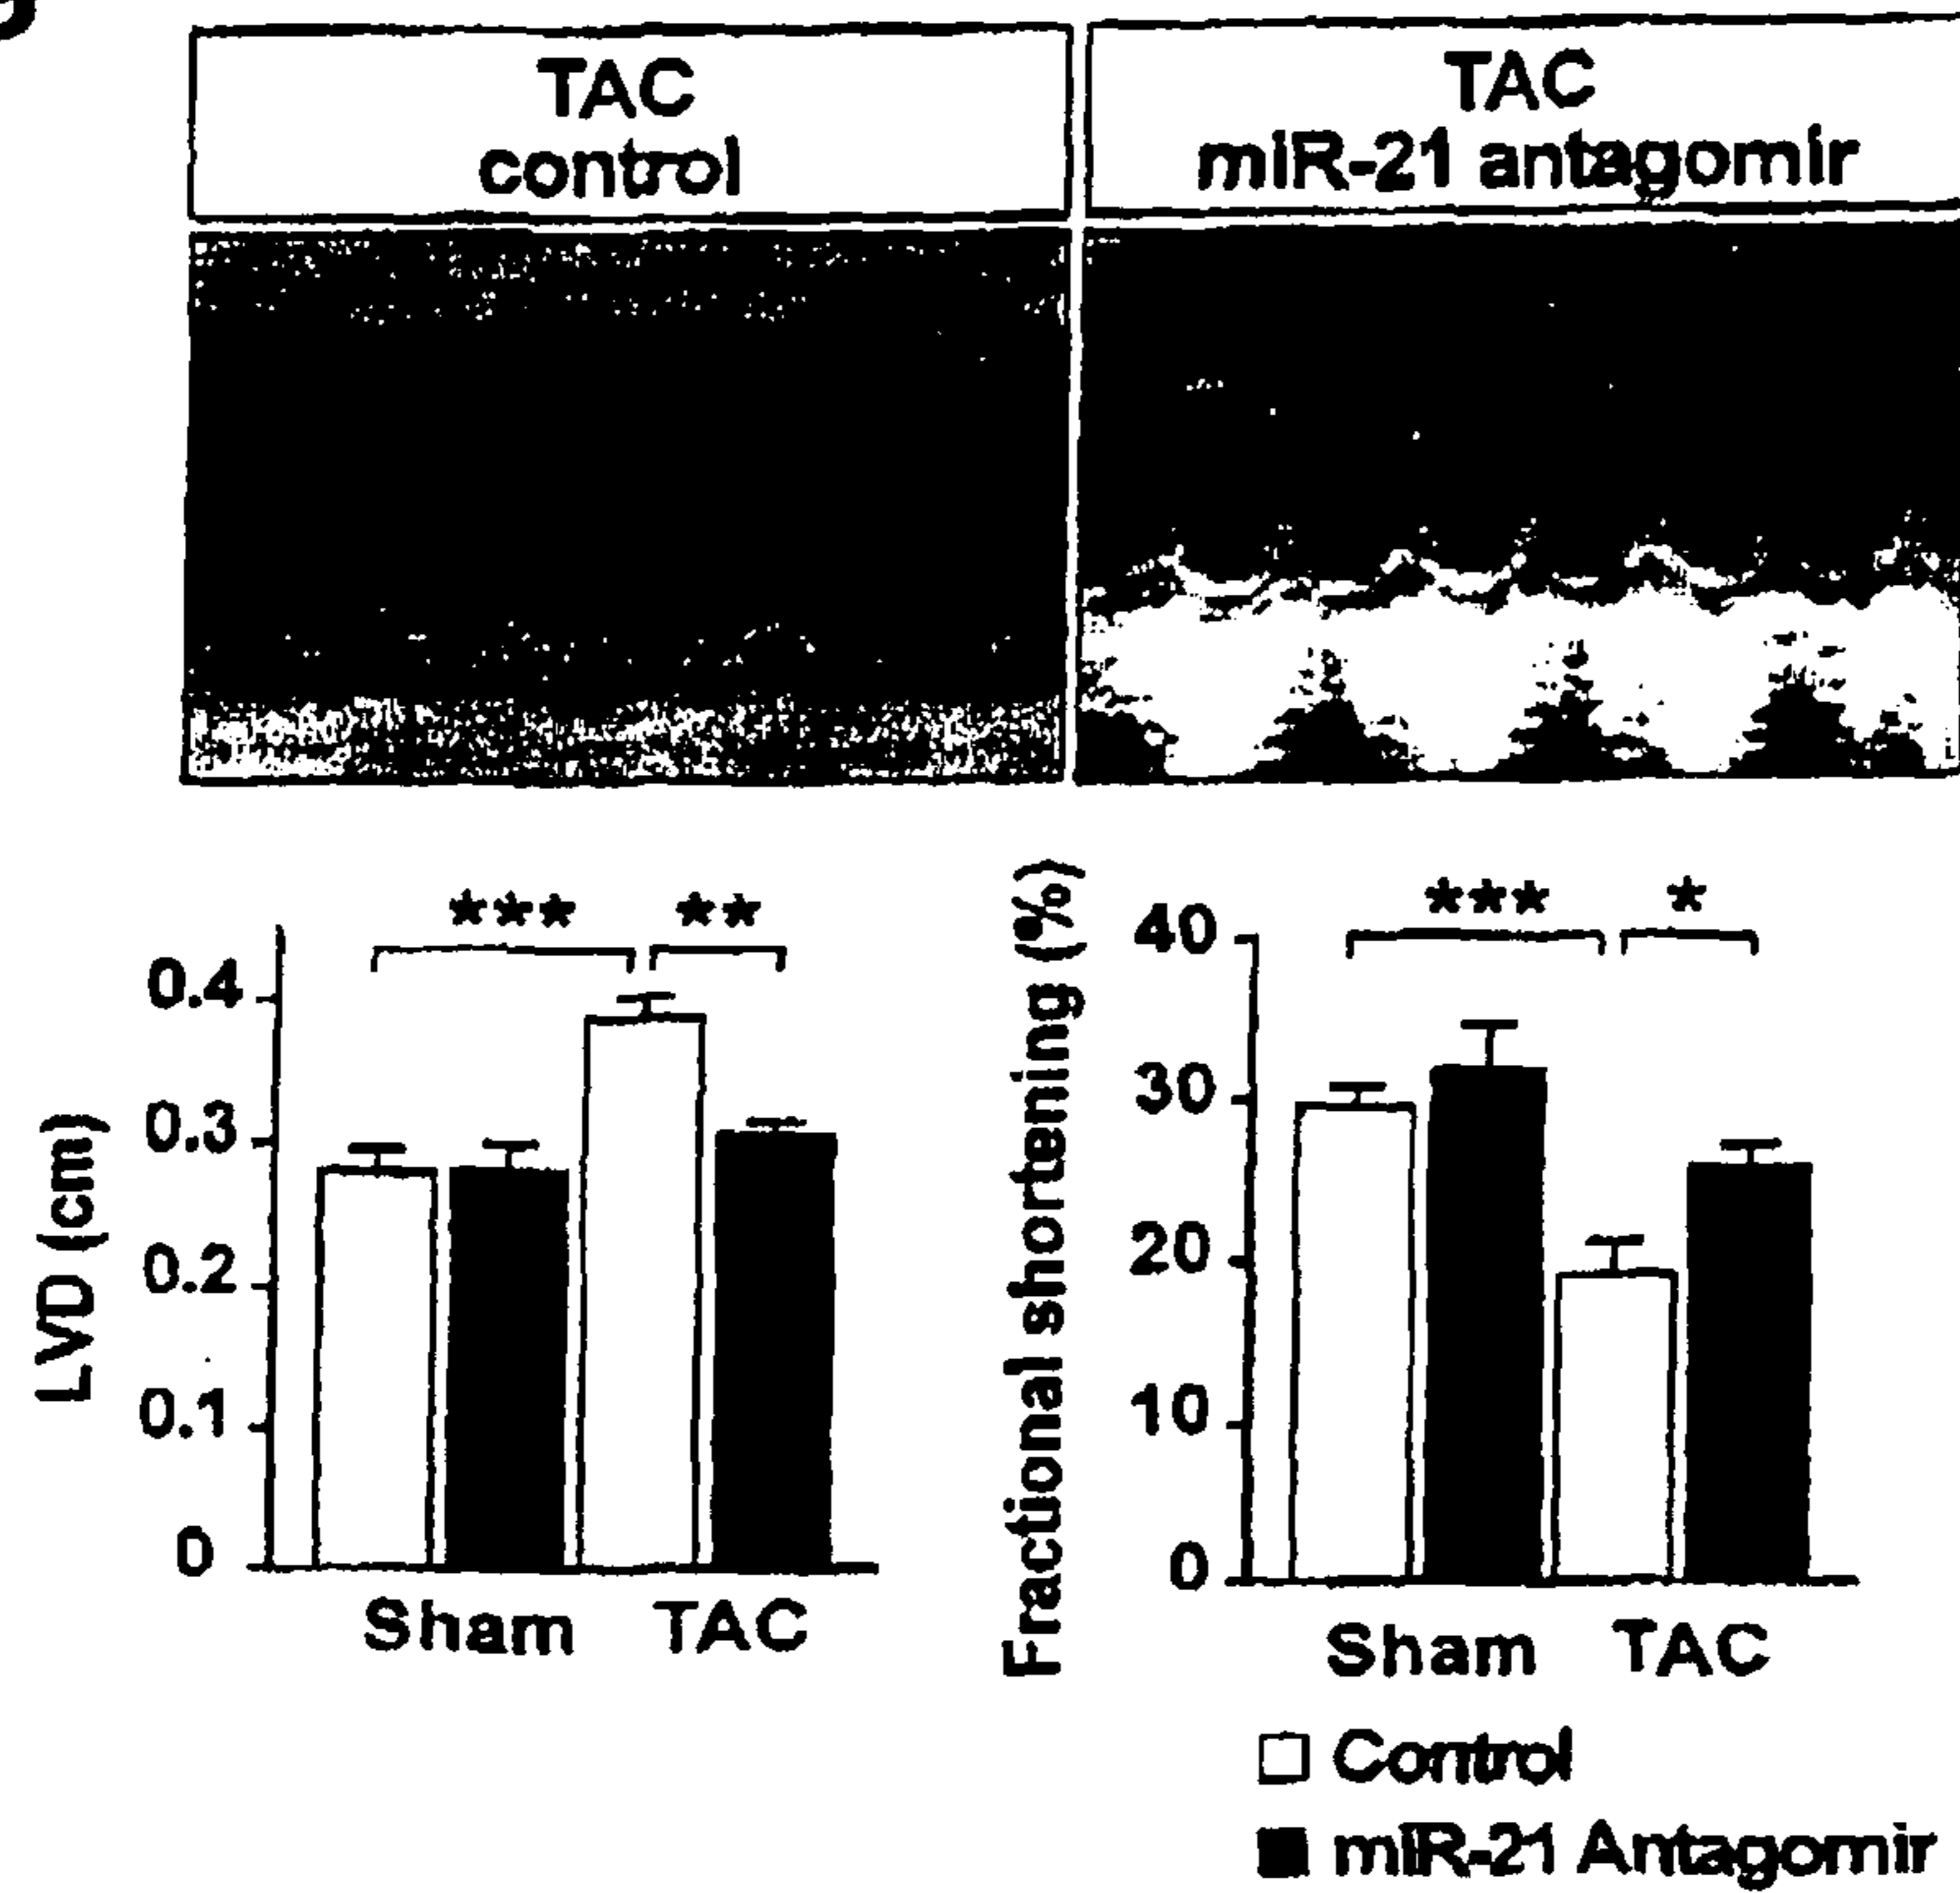 TAC
control
TAC
miR-21 antagomir
LVD (cm)
0.4
0.3
0.2
0.1
0
*** **
Sham TAC
Fractional shortening (%)
40
30
20
10
0
*** *
Sham TAC
Control
miR-21 Antagomir